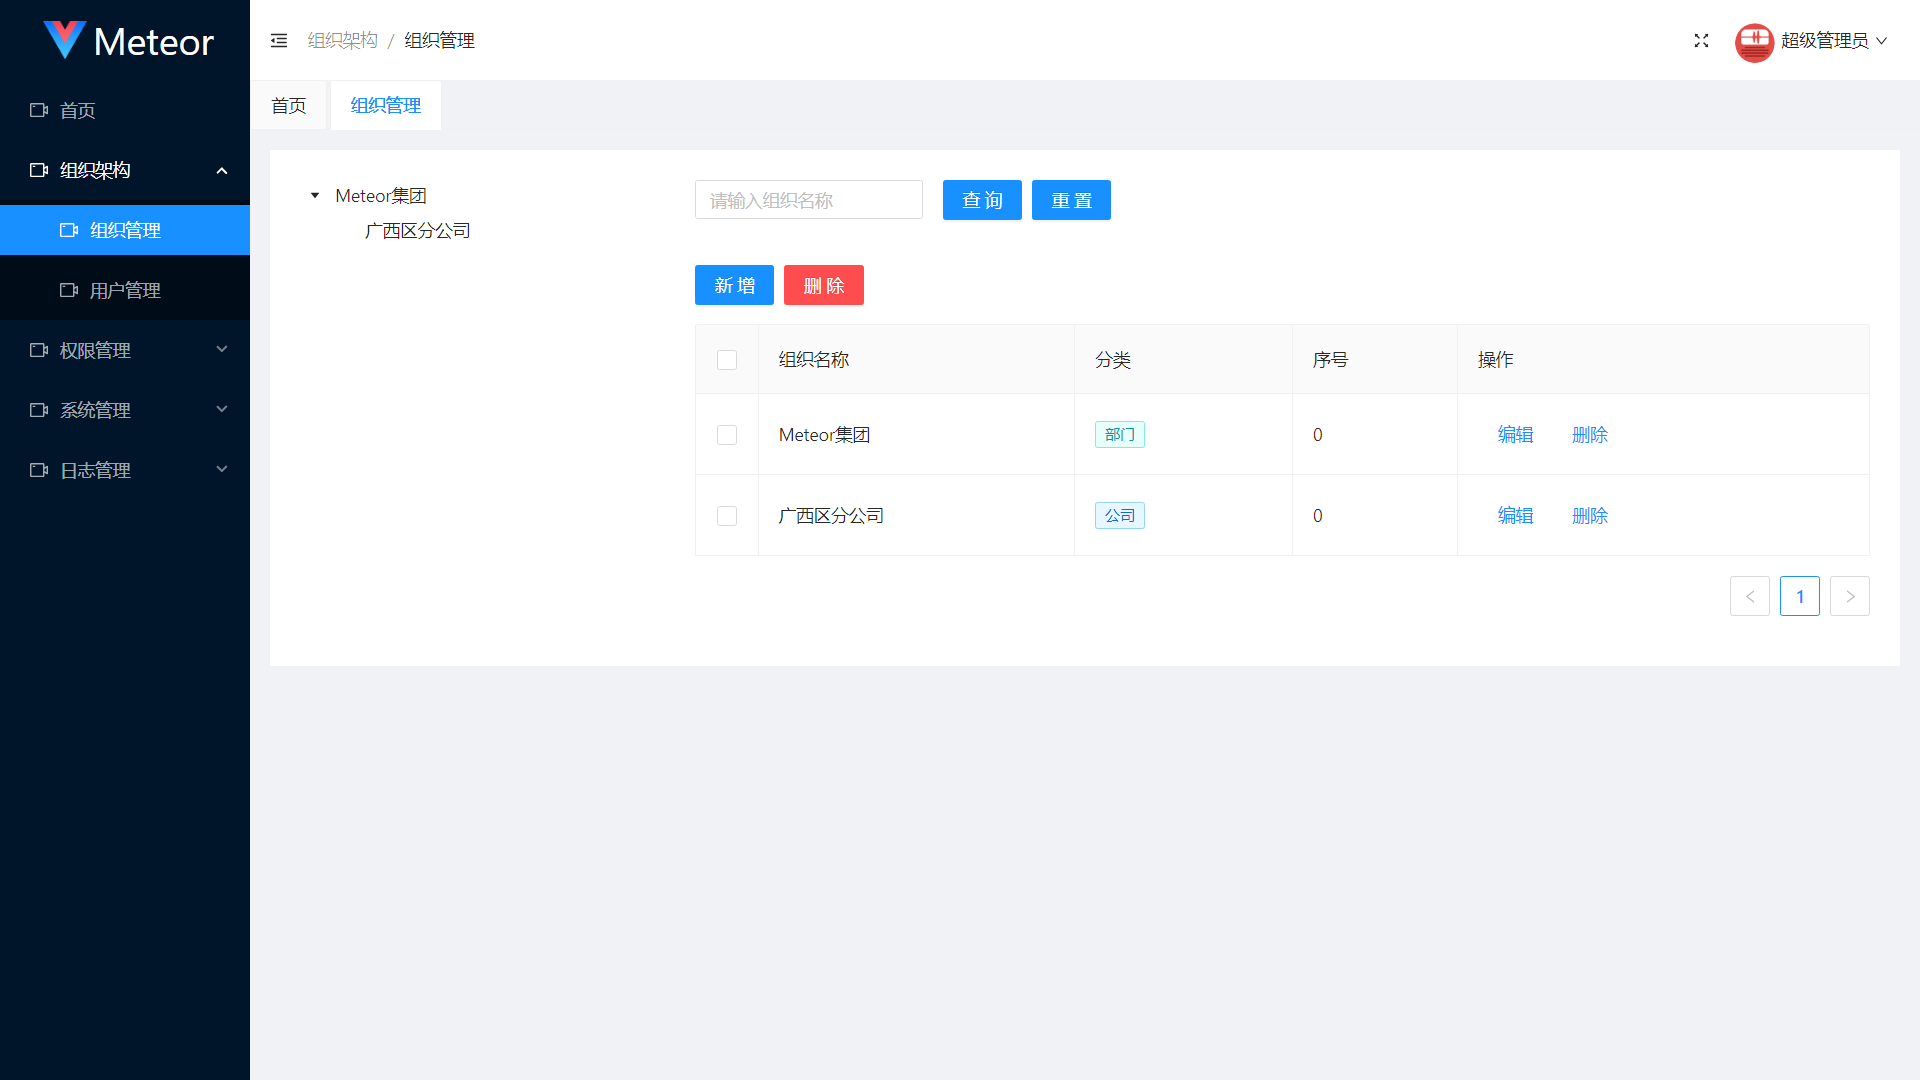 Meteor
首页
组织架构
组织管理
用户管理
权限管理
系统管理
日志管理
组织架构 / 组织管理
超级管理员
首页
组织管理
Meteor集团
广西区分公司
请输入组织名称
查 询
重 置
新 增
删 除
组织名称 分类 序号 操作
Meteor集团 部门 0 编辑 删除
广西区分公司 公司 0 编辑 删除
< 1 >